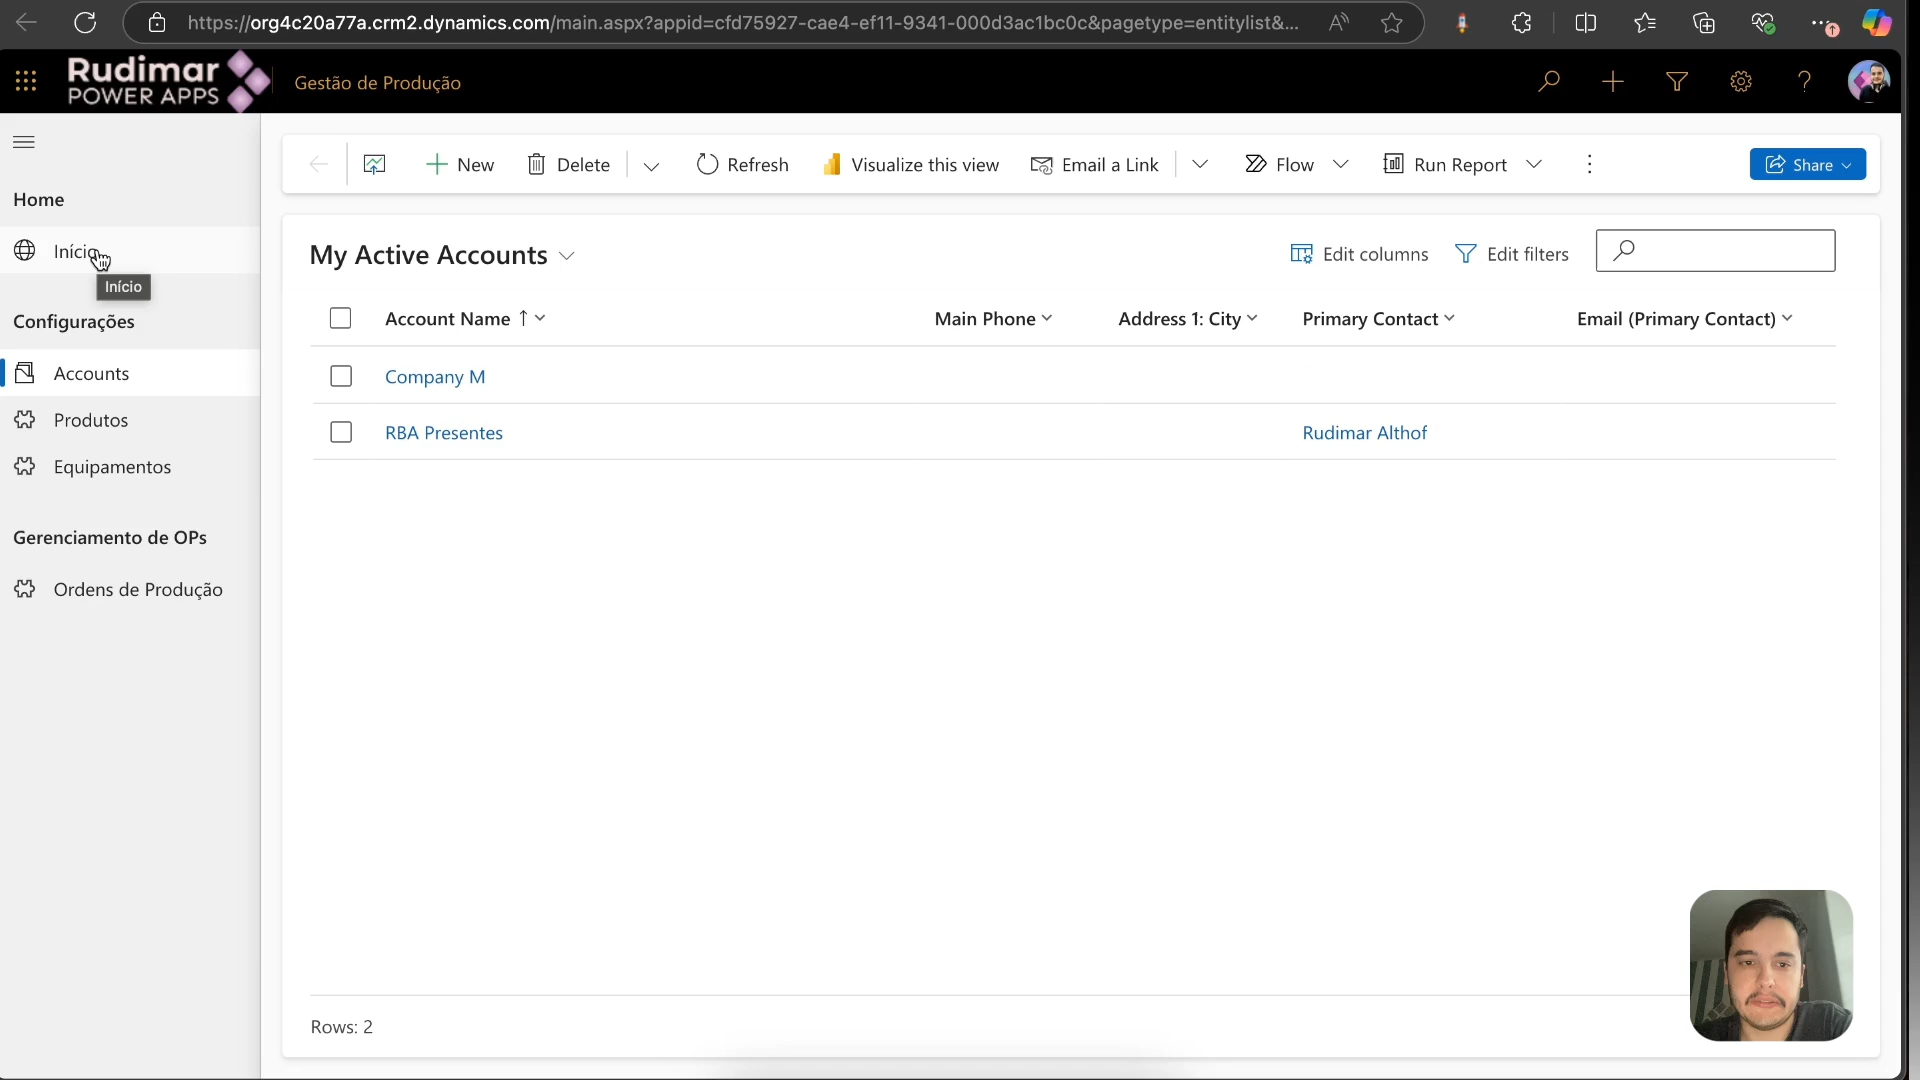 https://org4c20a77a.crm2.dynamics.com/main.aspx?appid=cfd75927-cae4-ef11-9341-000d3ac1bc0c&pagetype=entitylist&...
Rudimar
POWER APPS
Gestão de Produção
New
Delete
Refresh
Visualize this view
Email a Link
Flow
Run Report
Share
Home
Início
Início
Configurações
Accounts
Produtos
Equipamentos
Gerenciamento de OPs
Ordens de Produção
My Active Accounts
Edit columns
Edit filters
Account Name
Main Phone
Address 1: City
Primary Contact
Email (Primary Contact)
Company M
RBA Presentes
Rudimar Althof
Rows: 2